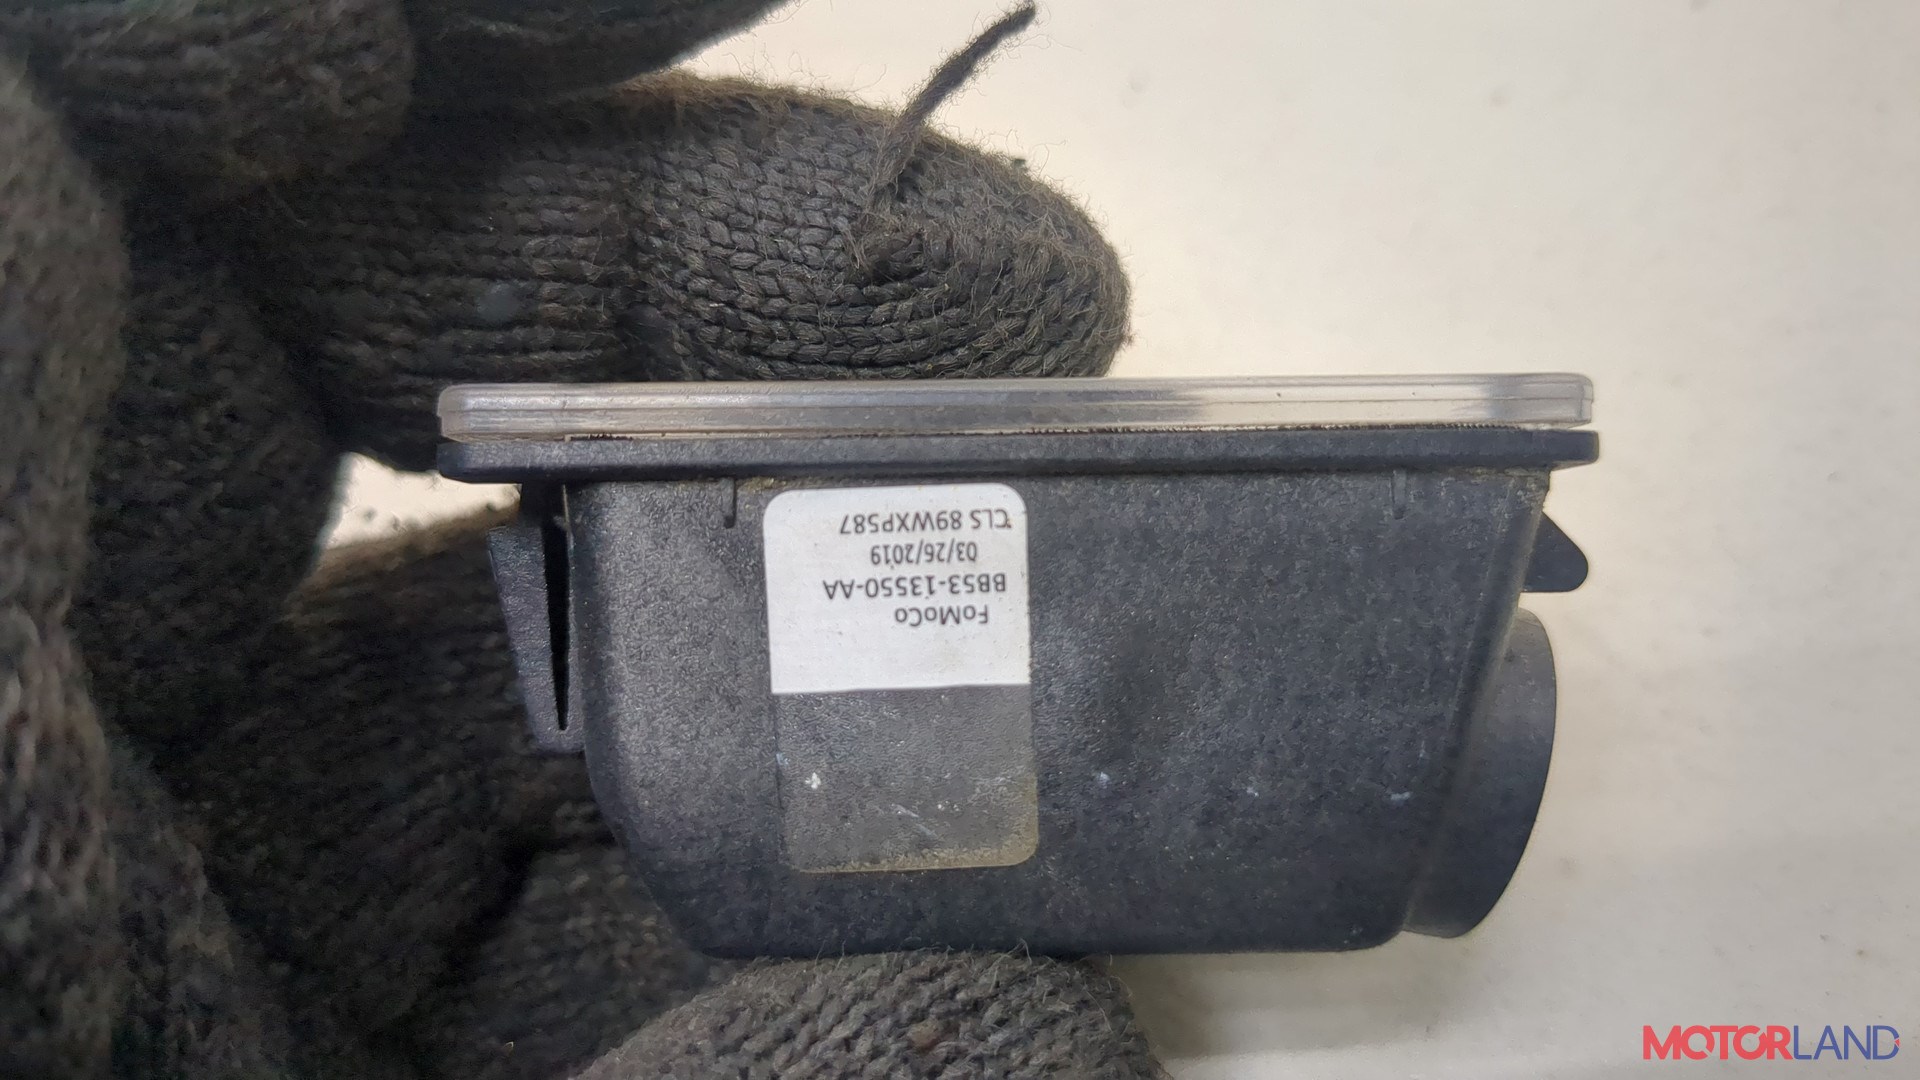 FoMoCo
BB53-13550-AA
03/26/2019
CLS 89WXP587
MOTORLAND